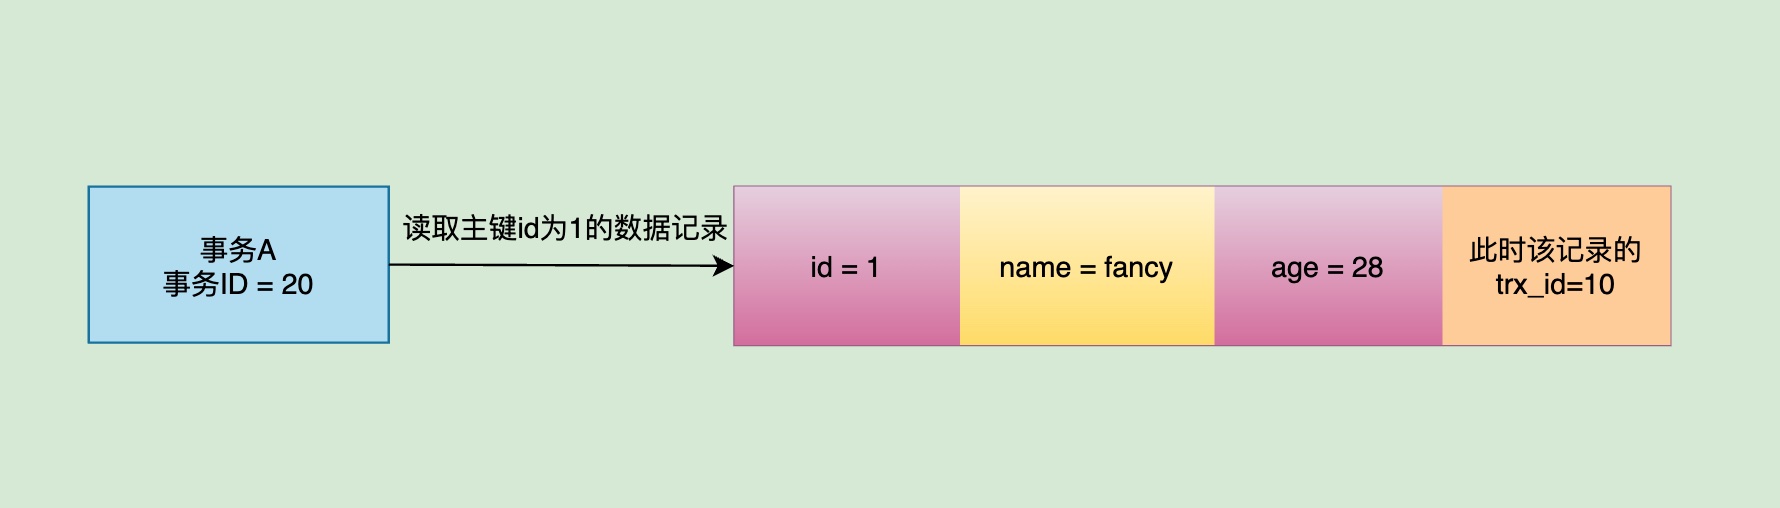 事务A
事务ID = 20
读取主键id为1的数据记录
id = 1
name = fancy
age = 28
此时该记录的
trx_id=10